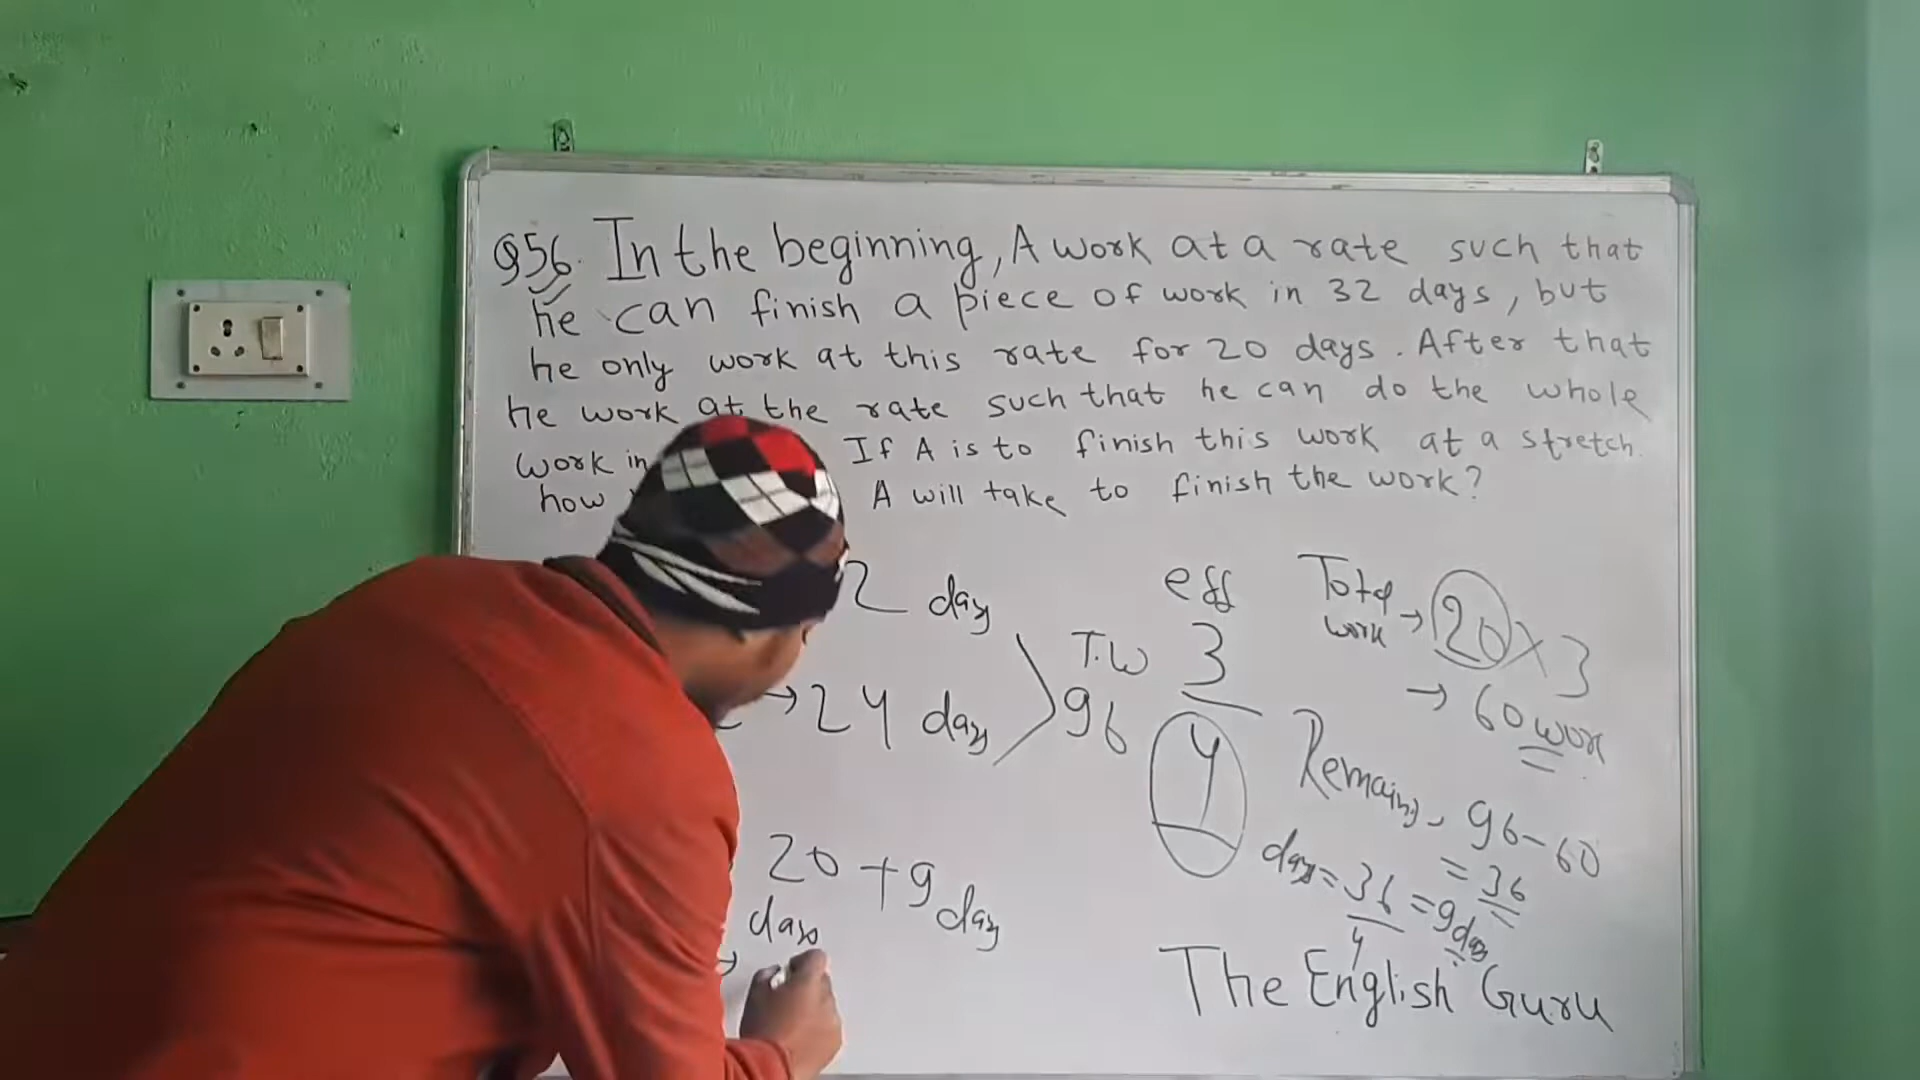 Q56. In the beginning, A work at a rate such that
he can finish a piece of work in 32 days, but
he only work at this rate for 20 days. After that
he work at the rate such that he can do the whole
work in If A is to finish this work at a stretch.
how A will take to finish the work?
2 day
→ 24 day
T.W
96
eff
3
4
Total work → 20 × 3
→ 60 work
Remaing - 96 - 60
= 36
day = 36/4 = 9 day
20 + 9 day
days
→
The English Guru